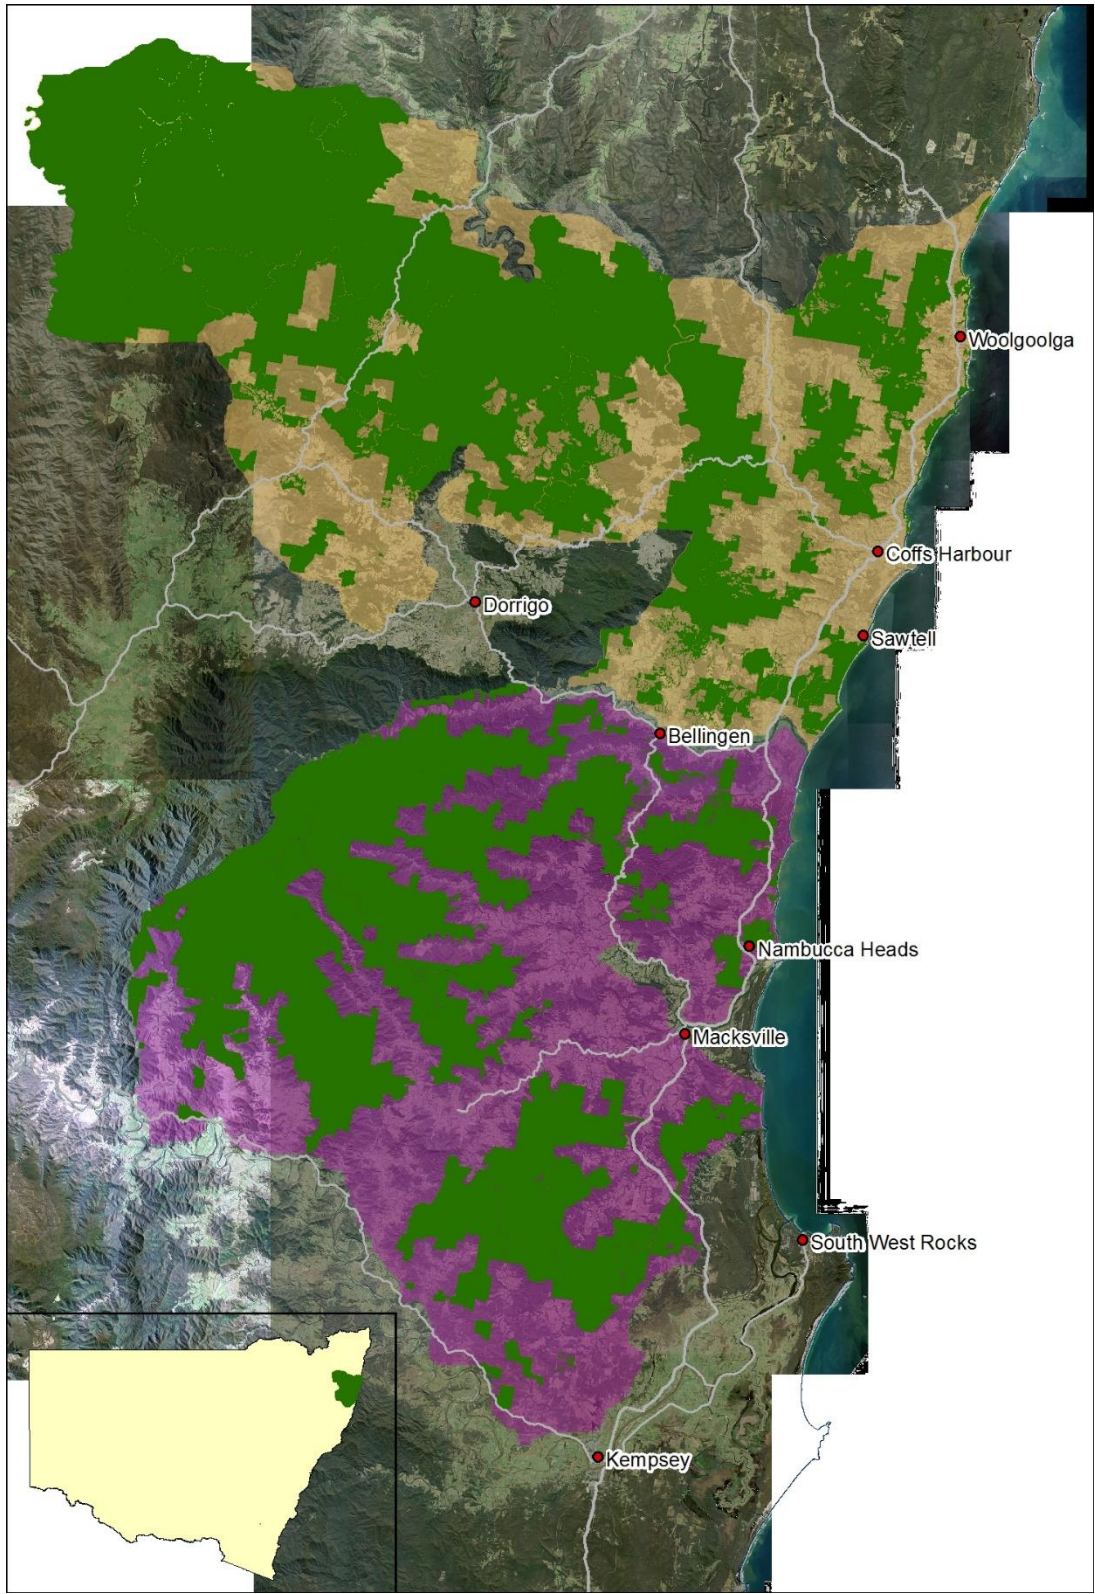 Woolgoolga
Coffs Harbour
Dorrigo
Sawtell
Bellingen
Nambucca Heads
Macksville
South West Rocks
Kempsey